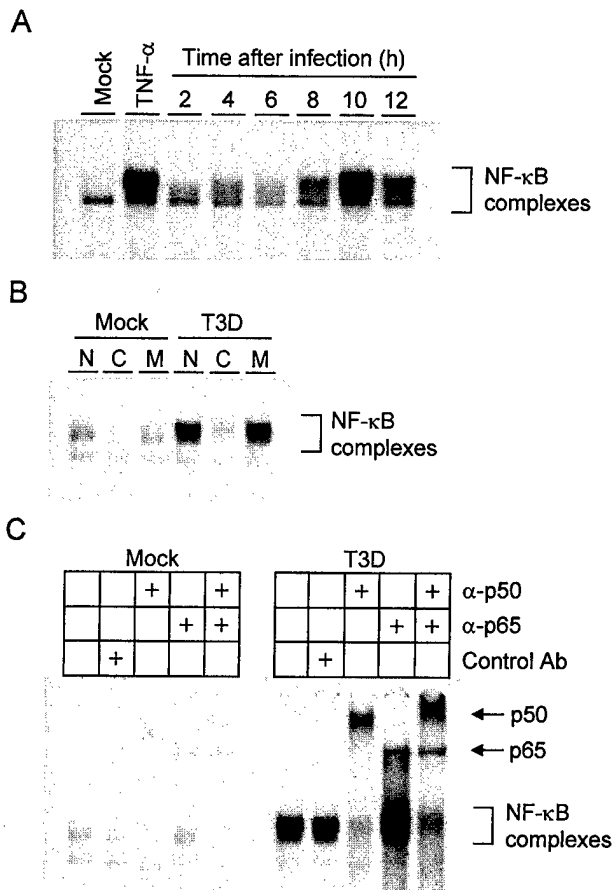 A
Mock
TNF-α
Time after infection (h)
2 4 6 8 10 12
NF-κB
complexes
B
Mock T3D
N C M N C M
NF-κB
complexes
C
Mock T3D
+ + + + α-p50
+ + + + α-p65
+ + Control Ab
p50
p65
NF-κB
complexes